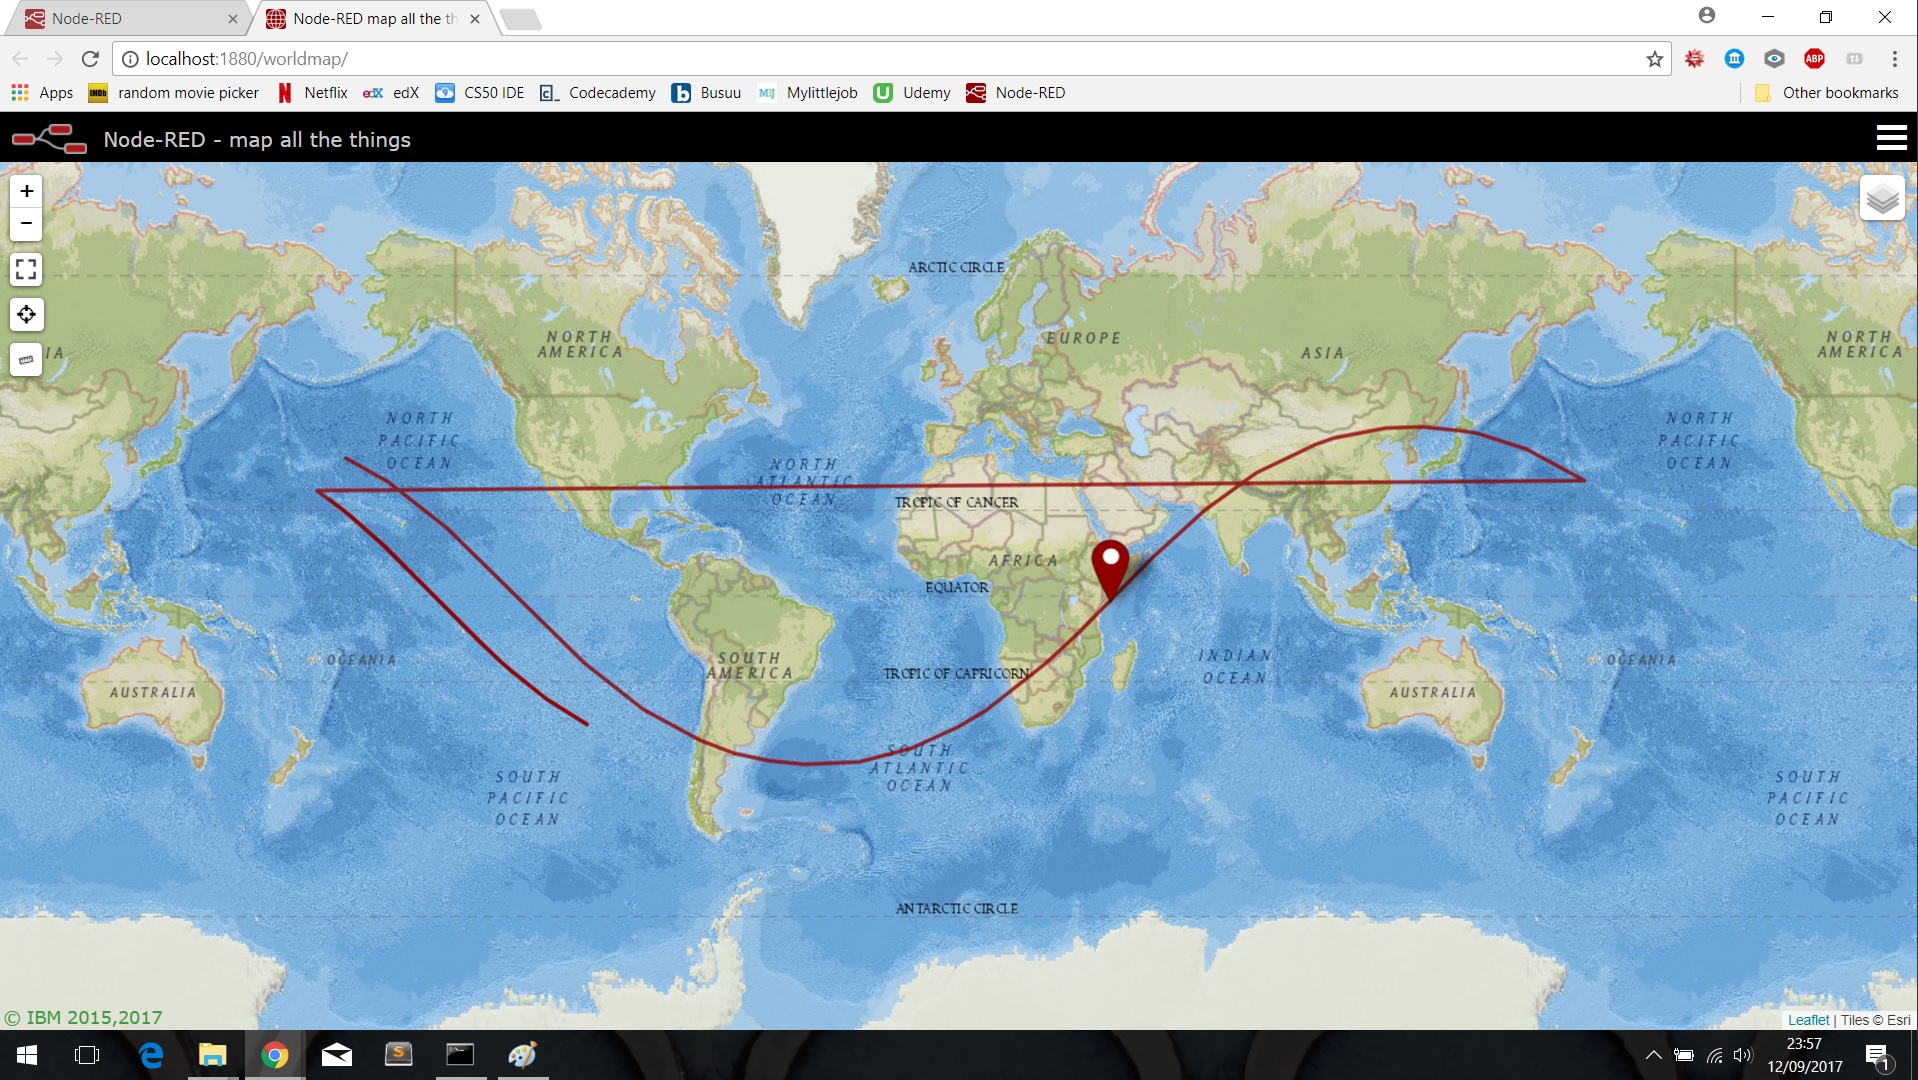 Node-RED
Node-RED map all the th
localhost:1880/worldmap/
ABP
Apps
IMDb
random movie picker
Netflix
edX
edX
CS50 IDE
Codecademy
Busuu
Mylittlejob
Udemy
Node-RED
Other bookmarks
Node-RED - map all the things
+
−
ARCTIC CIRCLE
NORTH
AMERICA
EUROPE
ASIA
NORTH
AMERICA
IA
NORTH
PACIFIC
OCEAN
NORTH
ATLANTIC
OCEAN
NORTH
PACIFIC
OCEAN
TROPIC OF CANCER
AFRICA
EQUATOR
OCEANIA
AUSTRALIA
SOUTH
AMERICA
TROPIC OF CAPRICORN
INDIAN
OCEAN
AUSTRALIA
OCEANIA
SOUTH
PACIFIC
OCEAN
SOUTH
ATLANTIC
OCEAN
SOUTH
PACIFIC
OCEAN
ANTARCTIC CIRCLE
© IBM 2015,2017
Leaflet | Tiles © Esri
23:57
12/09/2017
1